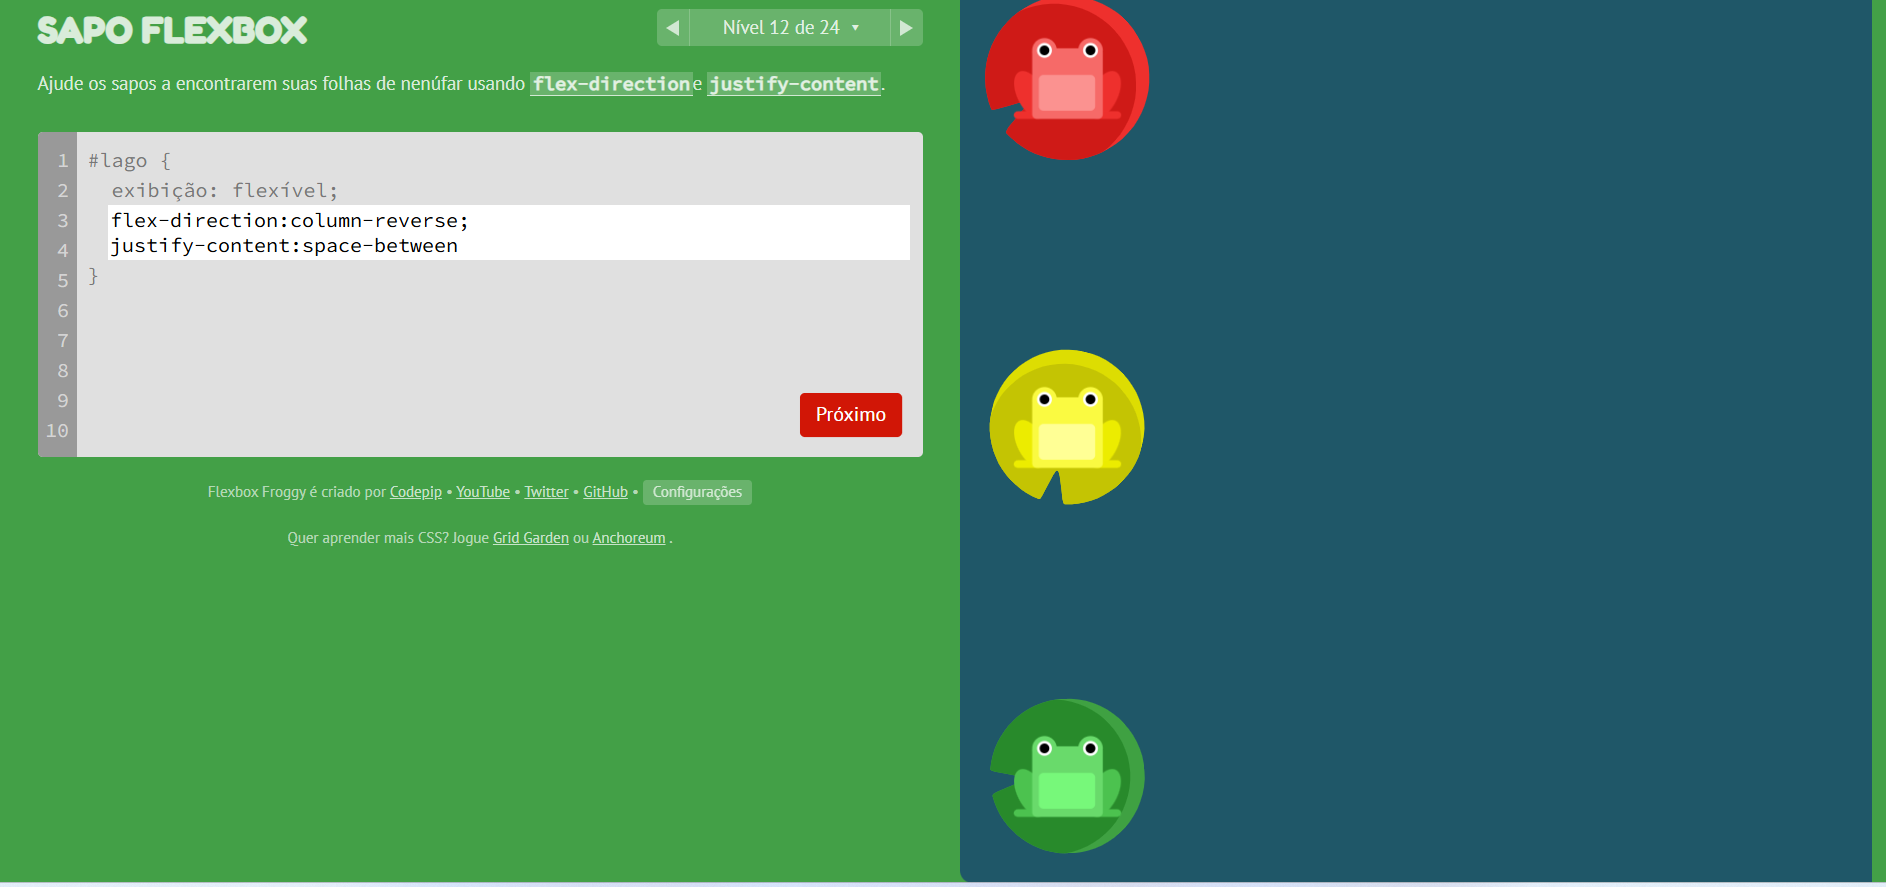 SAPO FLEXBOX
Nível 12 de 24
Ajude os sapos a encontrarem suas folhas de nenúfar usando flex-direction e justify-content.
1 #lago {
2 exibição: flexível;
3 flex-direction:column-reverse;
4 justify-content:space-between
5 }
6
7
8
9
10
Próximo
Flexbox Froggy é criado por Codepip • YouTube • Twitter • GitHub • Configurações
Quer aprender mais CSS? Jogue Grid Garden ou Anchoreum .